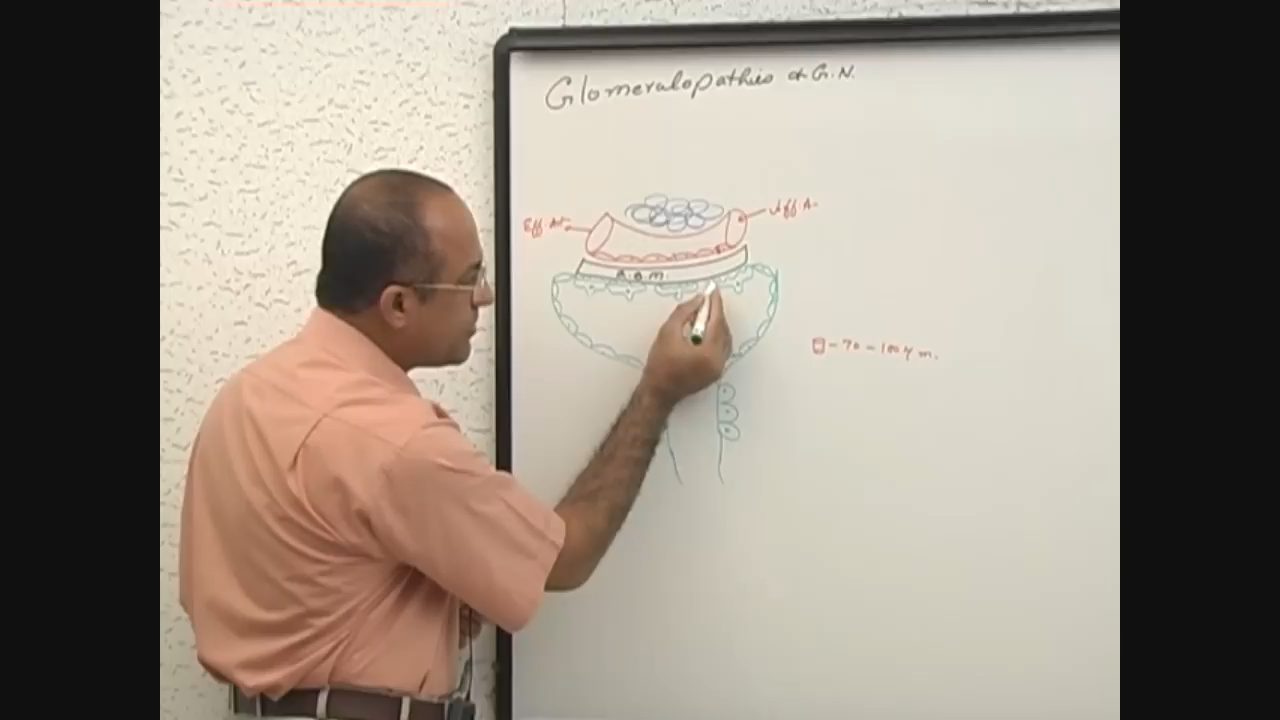 Glomerulopathies & G.N.
Eff. Art
Aff. A.
B.M.
70 - 100 µm.